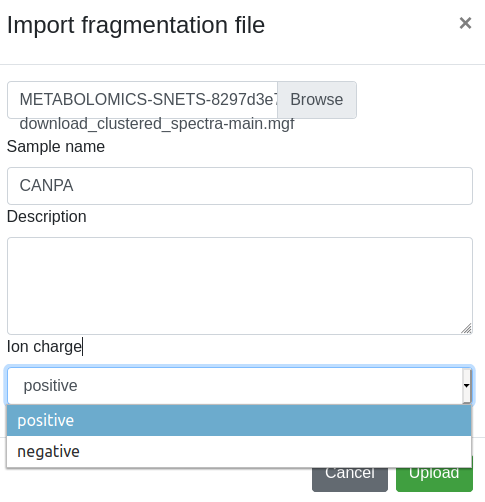 Import fragmentation file
×
METABOLOMICS-SNETS-8297d3e7
Browse
download_clustered_spectra-main.mgf
Sample name
CANPA
Description
Ion charge
positive
positive
negative
Cancel
Upload